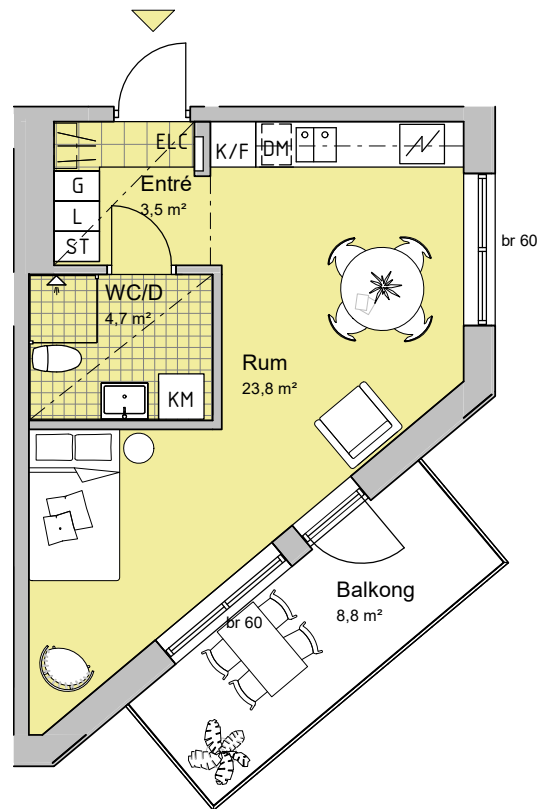 ELC
K/F
DM
G
Entré
3,5 m²
L
ST
br 60
WC/D
4,7 m²
Rum
23,8 m²
KM
Balkong
8,8 m²
br 60